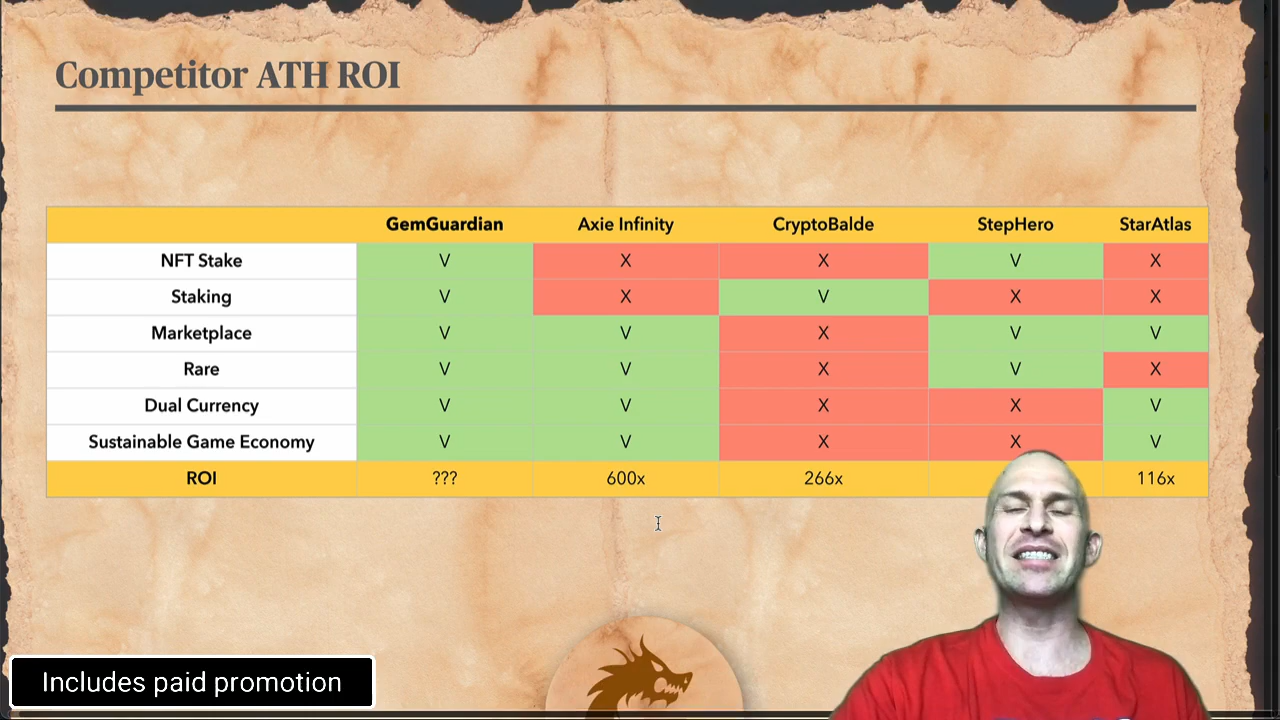 Competitor ATH ROI
GemGuardian Axie Infinity CryptoBalde StepHero StarAtlas
NFT Stake V X X V X
Staking V X V X X
Marketplace V V X V V
Rare V V X V X
Dual Currency V V X X V
Sustainable Game Economy V V X X V
ROI ??? 600x 266x 116x
Includes paid promotion